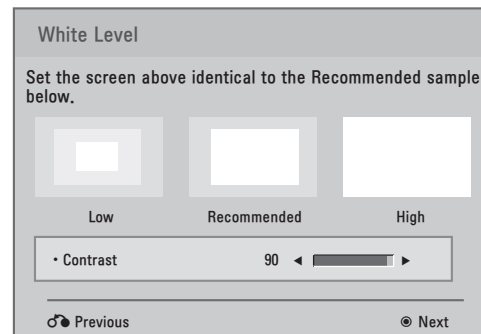 White Level
Set the screen above identical to the Recommended sample
below.
Low Recommended High
• Contrast 90 ◄ ►
Previous ◉ Next